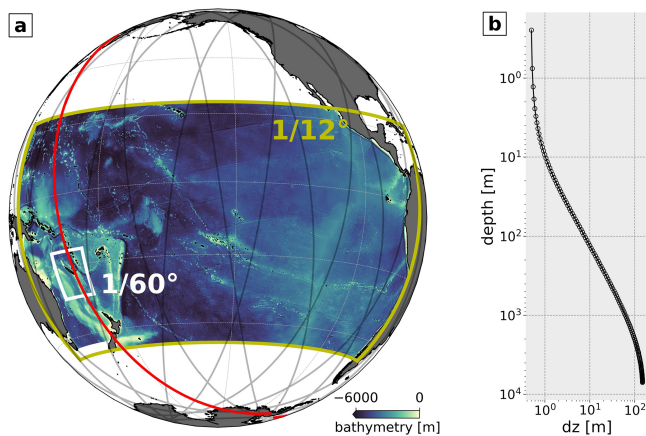 a
1/12°
1/60°
−6000 0
bathymetry [m]
b
depth [m]
10⁰
10¹
10²
10³
10⁴
10⁰ 10¹ 10²
dz [m]